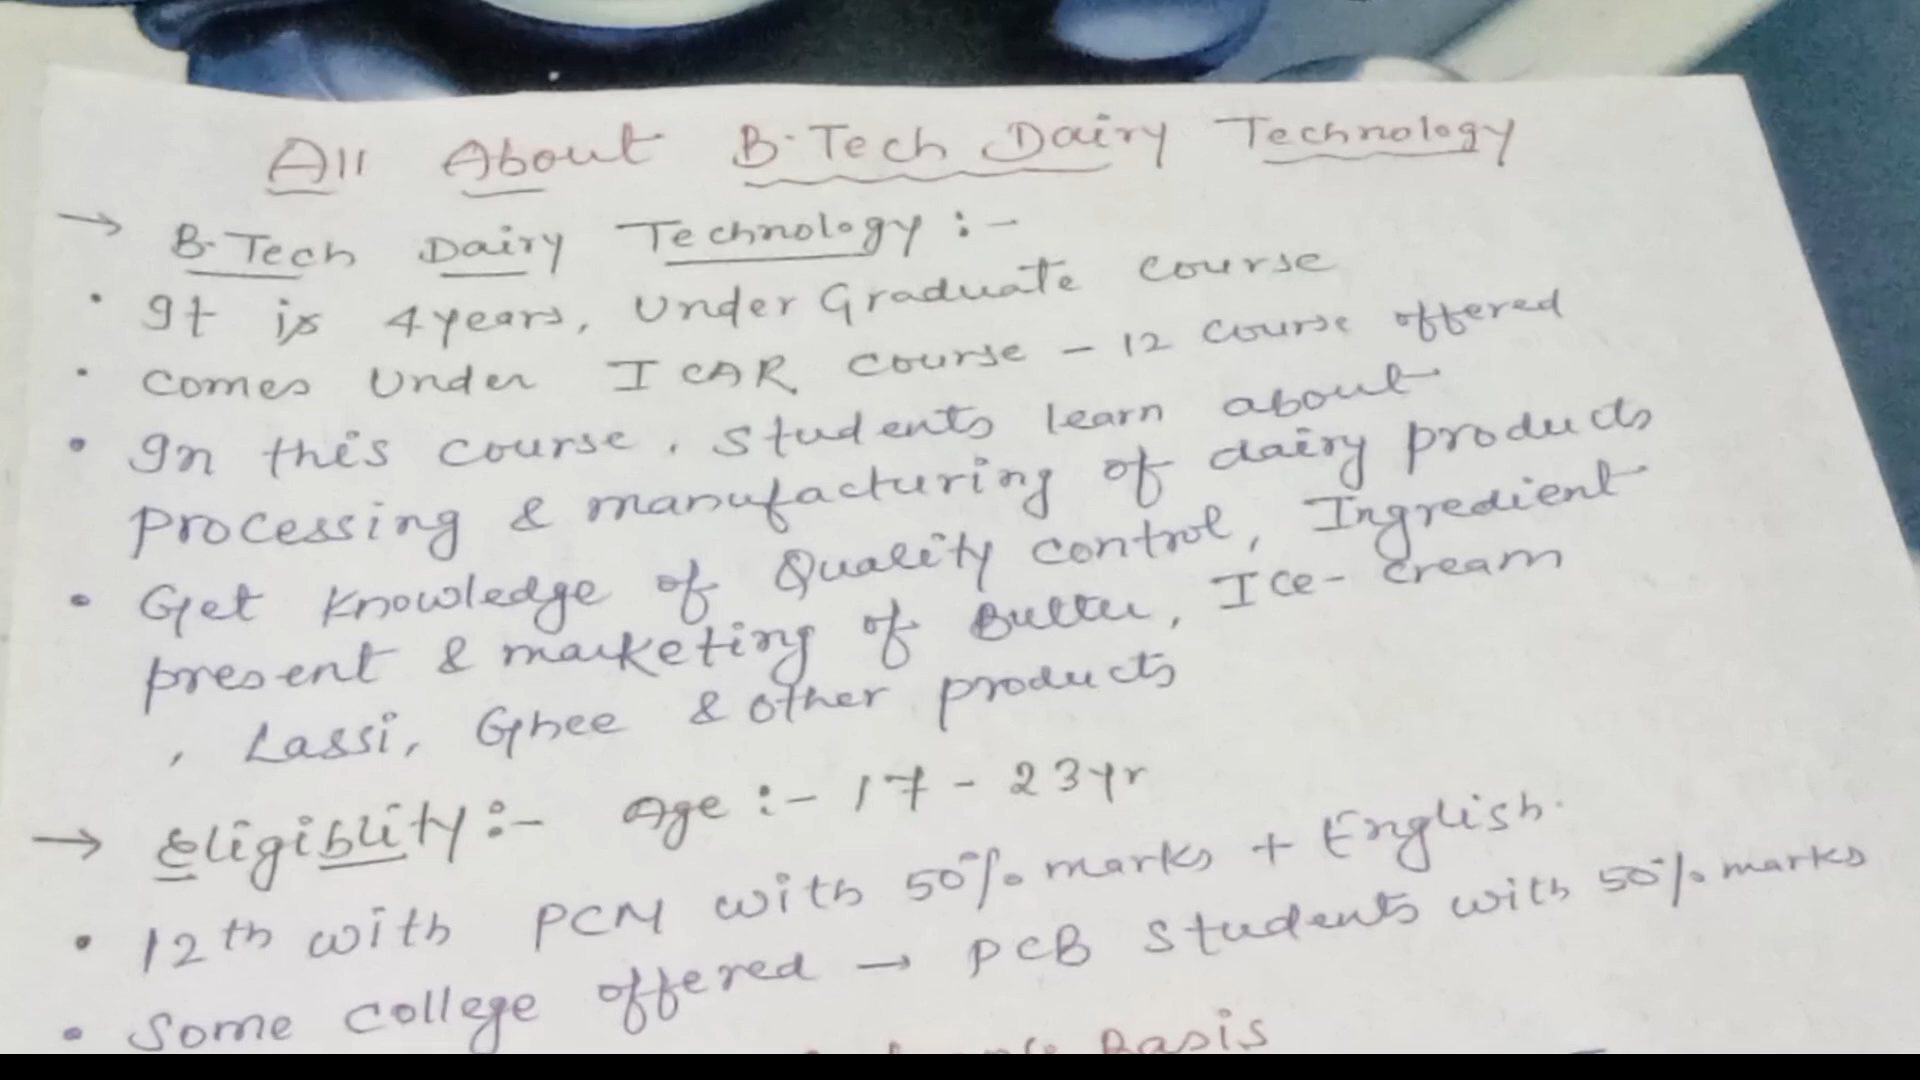 All About B.Tech Dairy Technology
→ B.Tech Dairy Technology :-
• It is 4 years, Under Graduate course
• comes Under ICAR course - 12 course offered
• In this course, students learn about
processing & manufacturing of dairy products
• Get knowledge of Quality control, Ingredient
present & marketing of Butter, Ice-cream
, Lassi, Ghee & other products
→ Eligiblity :- Age :- 17 - 23 yr
• 12th with PCM with 50% marks + English.
• Some college offered → PCB students with 50% marks
Basis